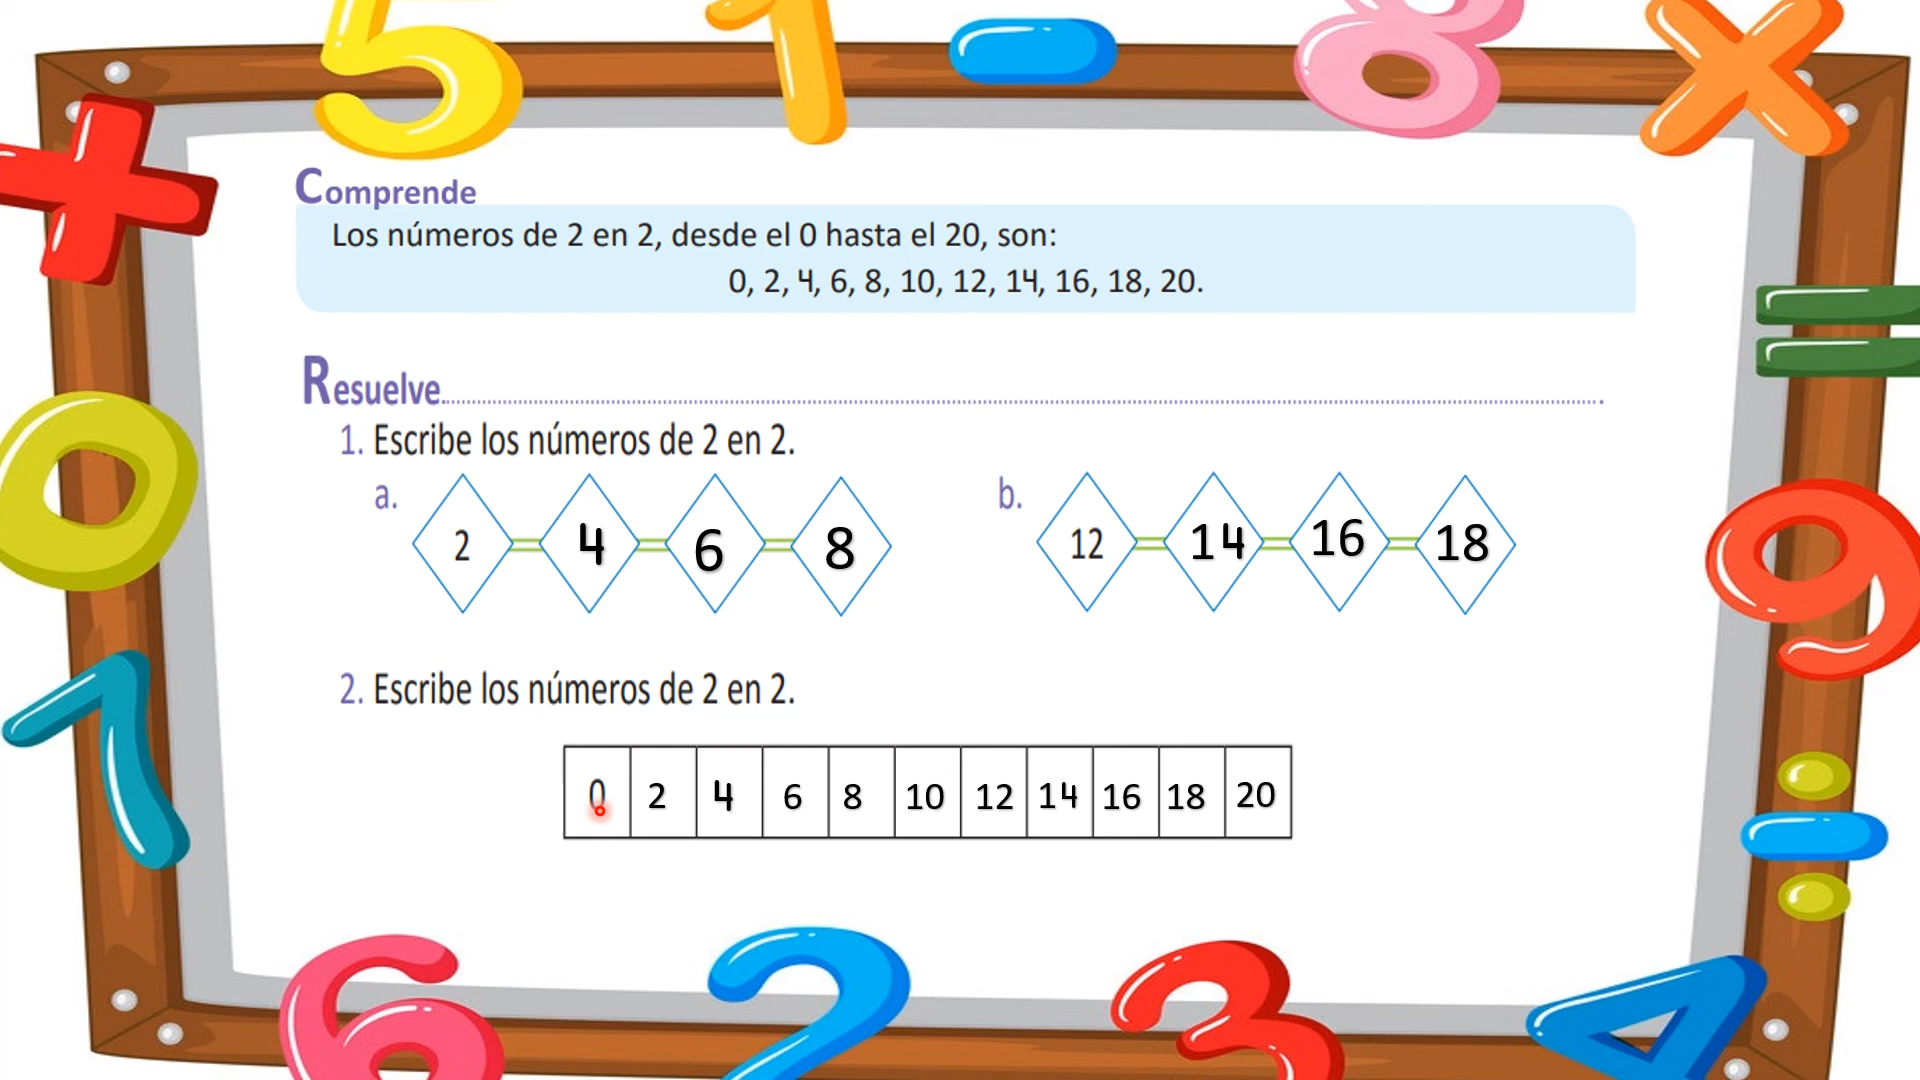 Comprende
Los números de 2 en 2, desde el 0 hasta el 20, son:
0, 2, 4, 6, 8, 10, 12, 14, 16, 18, 20.
Resuelve
1. Escribe los números de 2 en 2.
a. 2 4 6 8 b. 12 14 16 18
2. Escribe los números de 2 en 2.
0 2 4 6 8 10 12 14 16 18 20